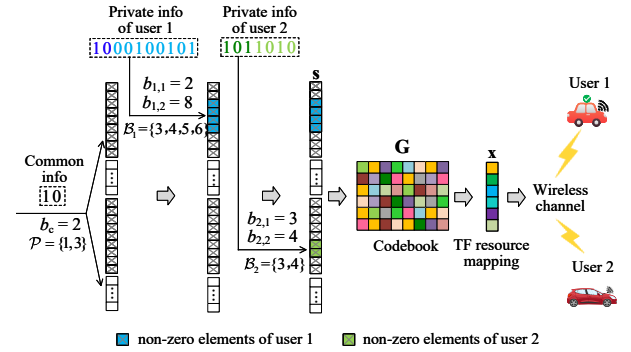 Private info
of user 1
1000100101
Private info
of user 2
1011010
b1,1 = 2
b1,2 = 8
B1={3,4,5,6}
s
User 1
Common
info
10
bc = 2
P = {1,3}
G
x
Wireless
channel
b2,1 = 3
b2,2 = 4
B2={3,4}
Codebook
TF resource
mapping
User 2
non-zero elements of user 1
non-zero elements of user 2